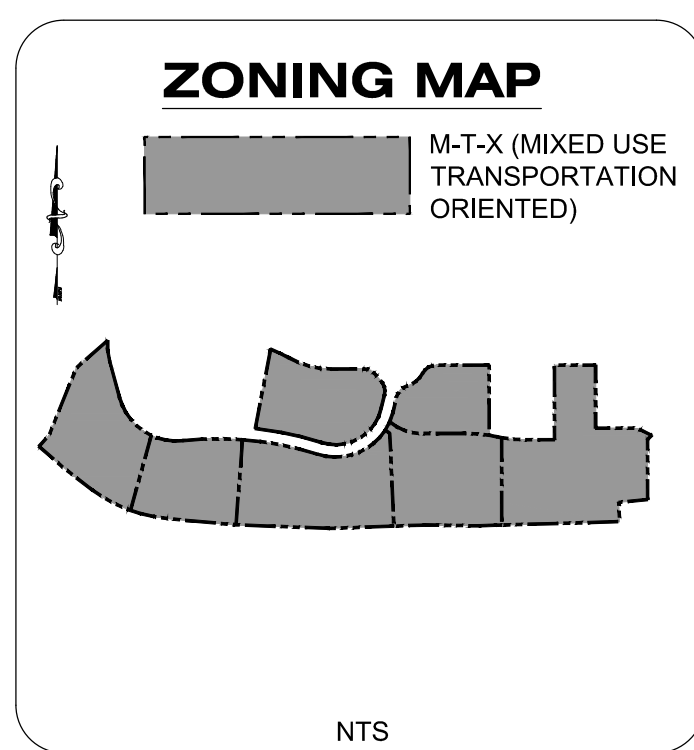 ZONING MAP
M-T-X (MIXED USE
TRANSPORTATION
ORIENTED)
NTS